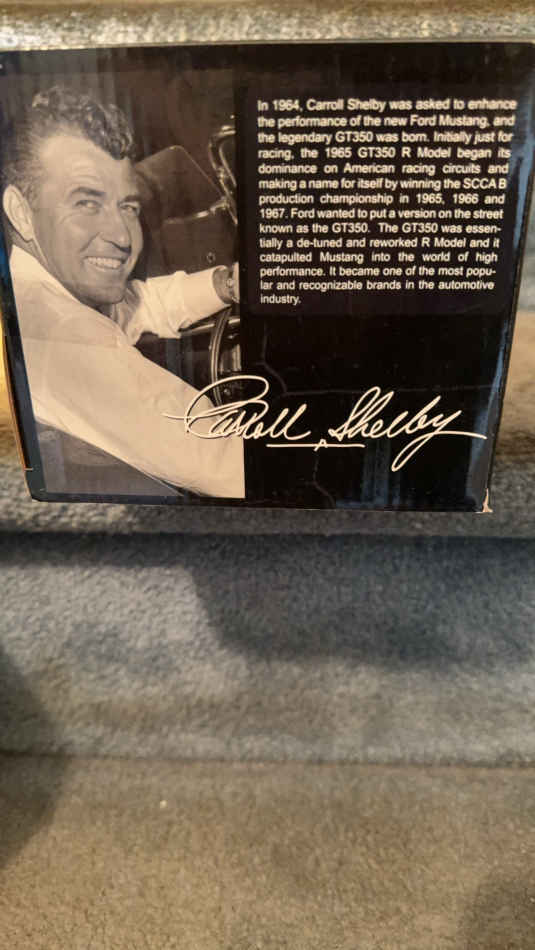 In 1964, Carroll Shelby was asked to enhance
the performance of the new Ford Mustang, and
the legendary GT350 was born. Initially just for
racing, the 1965 GT350 R Model began its
dominance on American racing circuits and
making a name for itself by winning the SCCA B
production championship in 1965, 1966 and
1967. Ford wanted to put a version on the street
known as the GT350. The GT350 was essen-
tially a de-tuned and reworked R Model and it
catapulted Mustang into the world of high
performance. It became one of the most popu-
lar and recognizable brands in the automotive
industry.
Carroll Shelby